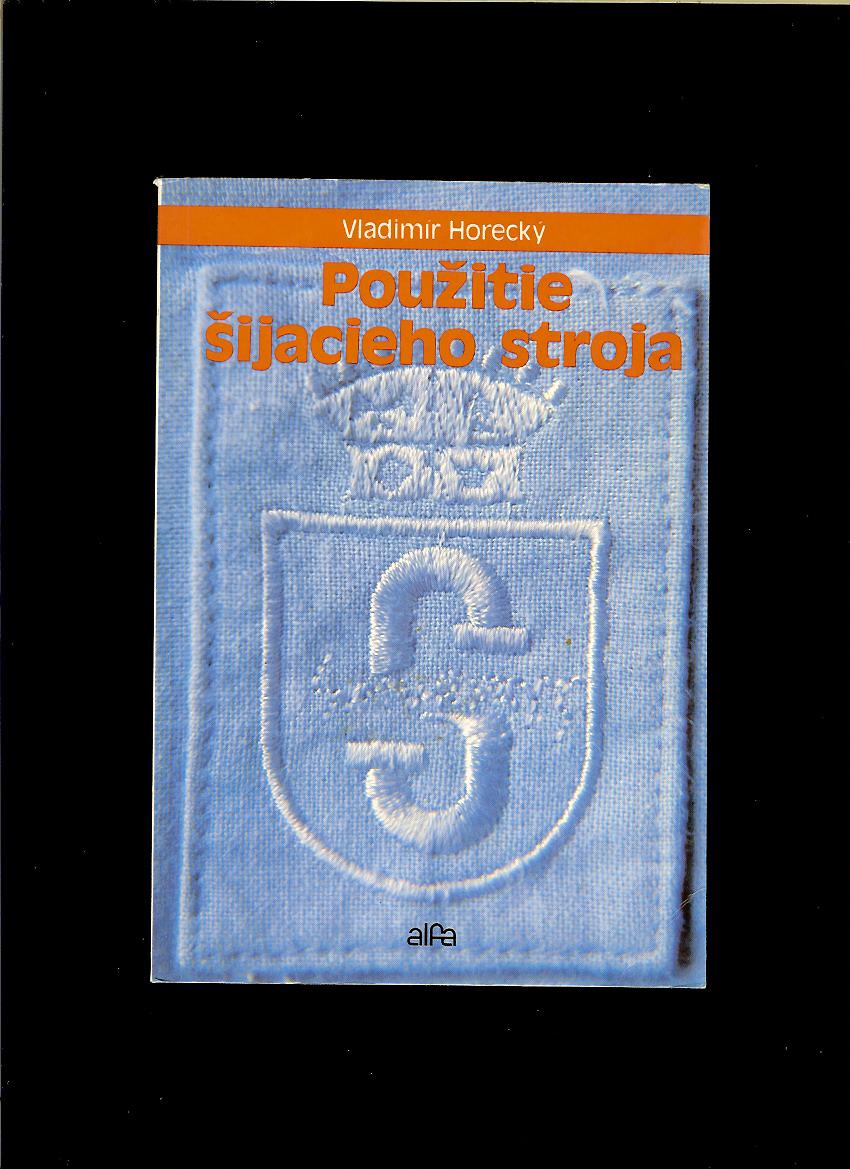 Vladimír Horecký
Použitie
šijacieho stroja
alfa